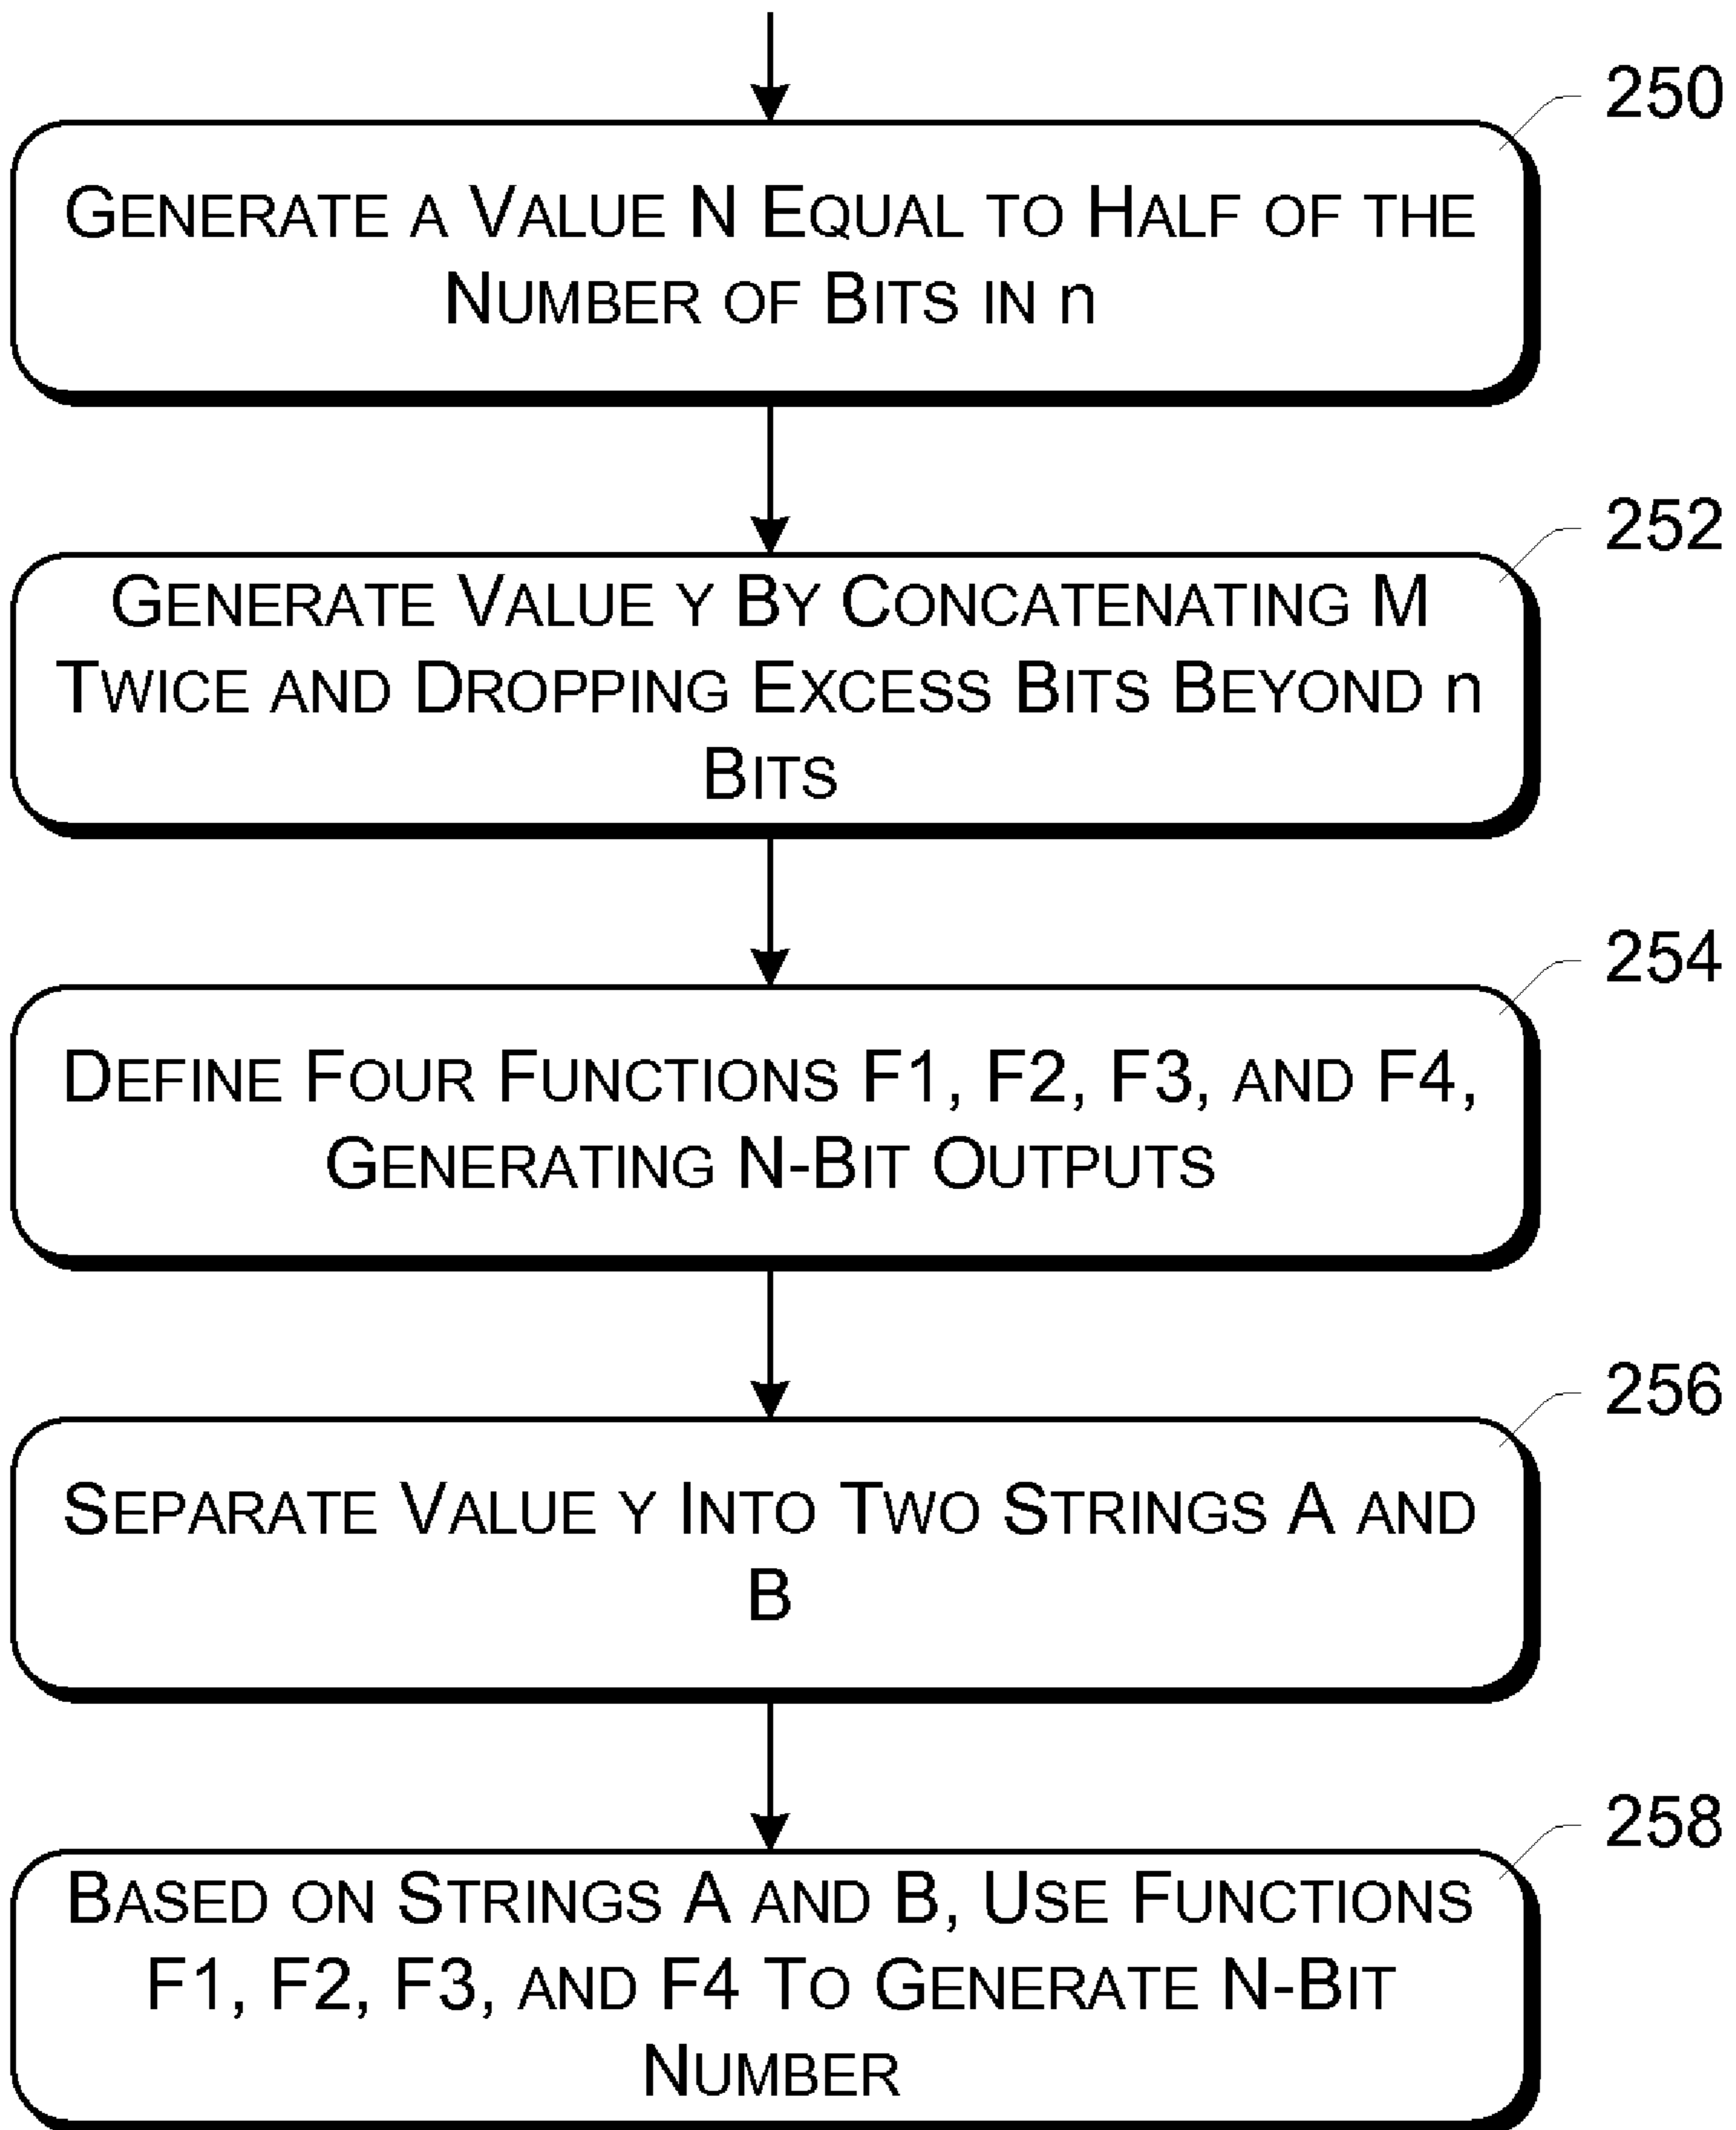 250
GENERATE A VALUE N EQUAL TO HALF OF THE
NUMBER OF BITS IN n
252
GENERATE VALUE Y BY CONCATENATING M
TWICE AND DROPPING EXCESS BITS BEYOND n
BITS
254
DEFINE FOUR FUNCTIONS F1, F2, F3, AND F4,
GENERATING N-BIT OUTPUTS
256
SEPARATE VALUE Y INTO TWO STRINGS A AND
B
258
BASED ON STRINGS A AND B, USE FUNCTIONS
F1, F2, F3, AND F4 TO GENERATE N-BIT
NUMBER